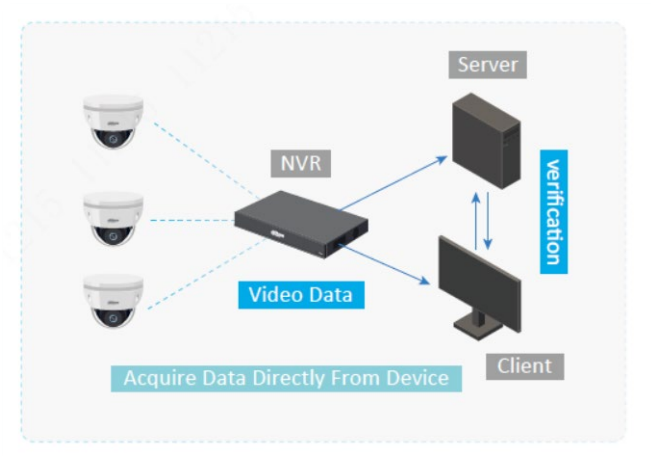 Server
NVR
verification
Video Data
Client
Acquire Data Directly From Device